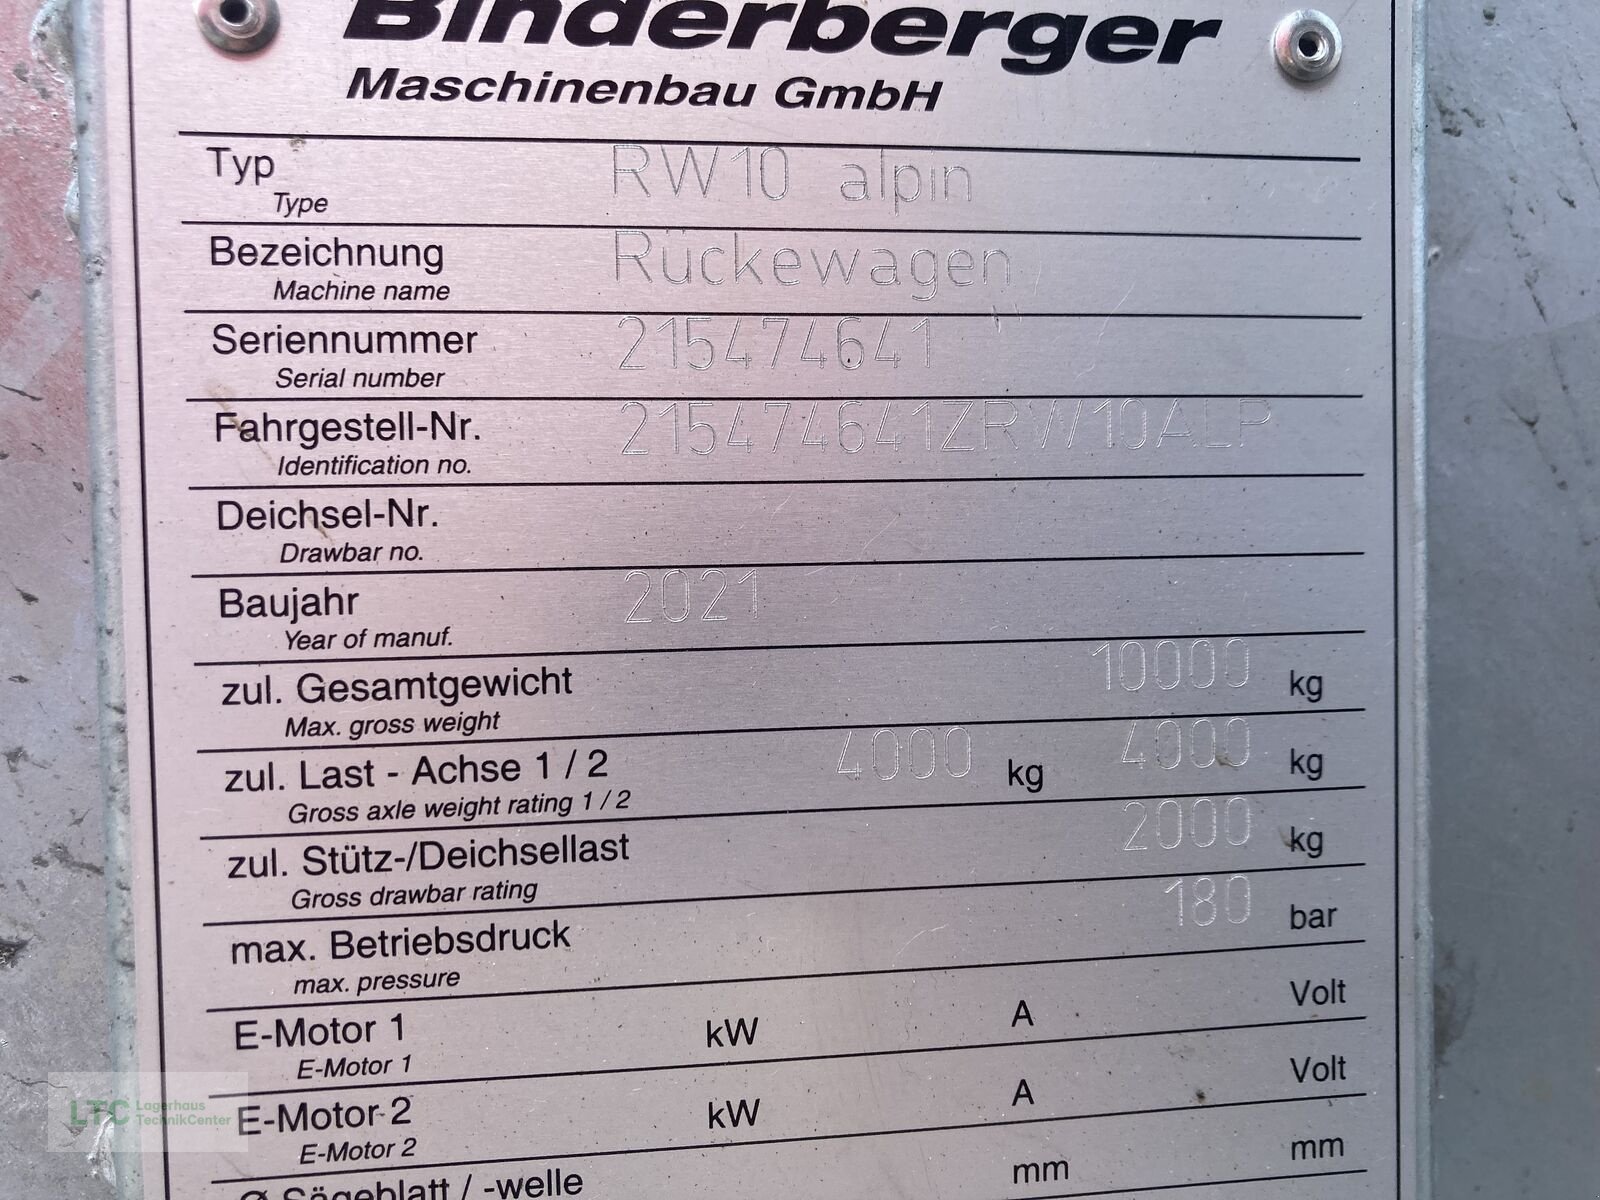 Binderberger
Maschinenbau GmbH
Typ RW10 alpin
Type
Bezeichnung Rückewagen
Machine name
Seriennummer 215474641
Serial number
Fahrgestell-Nr. 215474641ZRW10ALP
Identification no.
Deichsel-Nr.
Drawbar no.
Baujahr 2021
Year of manuf.
zul. Gesamtgewicht 10000 kg
Max. gross weight
zul. Last - Achse 1 / 2 4000 kg 4000 kg
Gross axle weight rating 1 / 2
zul. Stütz-/Deichsellast 2000 kg
Gross drawbar rating
max. Betriebsdruck 180 bar
max. pressure
E-Motor 1 kW A Volt
E-Motor 1
E-Motor 2 kW A Volt
E-Motor 2
Ø Sägeblatt / -welle mm mm
LTC Lagerhaus
TechnikCenter